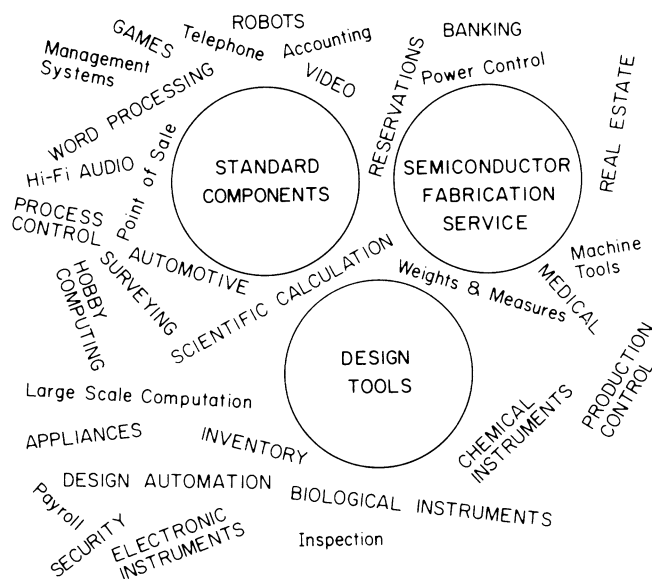 ROBOTS
GAMES
Telephone
Accounting
BANKING
Management
Systems
VIDEO
Power Control
WORD PROCESSING
RESERVATIONS
REAL ESTATE
Hi-Fi AUDIO
Point of Sale
STANDARD
COMPONENTS
SEMICONDUCTOR
FABRICATION
SERVICE
PROCESS
CONTROL
SURVEYING
AUTOMOTIVE
HOBBY
COMPUTING
SCIENTIFIC CALCULATION
Weights & Measures
Machine
Tools
MEDICAL
DESIGN
TOOLS
PRODUCTION
CONTROL
Large Scale Computation
APPLIANCES
INVENTORY
CHEMICAL
INSTRUMENTS
DESIGN AUTOMATION
BIOLOGICAL INSTRUMENTS
Payroll
SECURITY
ELECTRONIC
INSTRUMENTS
Inspection